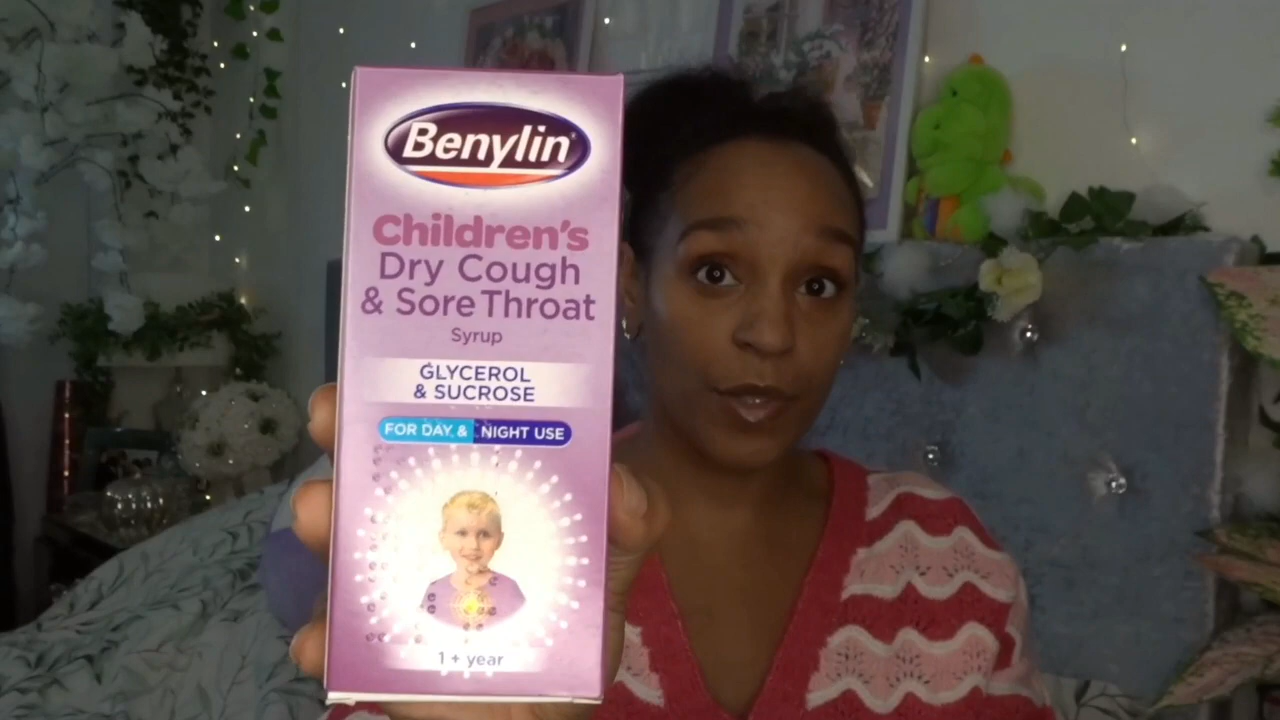 Benylin
Children's
Dry Cough
& Sore Throat
Syrup
GLYCEROL
& SUCROSE
FOR DAY & NIGHT USE
1 + year